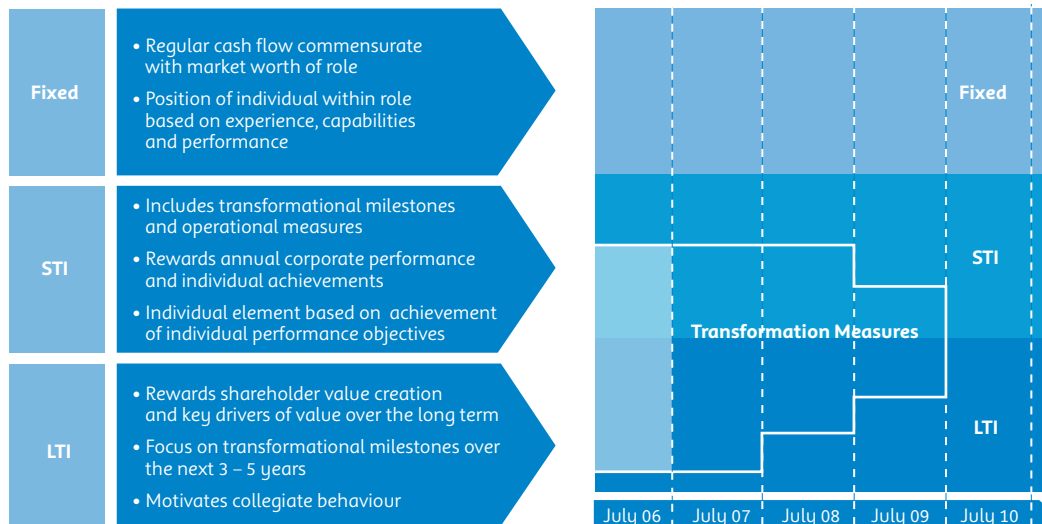 Fixed
• Regular cash flow commensurate
with market worth of role
• Position of individual within role
based on experience, capabilities
and performance
STI
• Includes transformational milestones
and operational measures
• Rewards annual corporate performance
and individual achievements
• Individual element based on achievement
of individual performance objectives
LTI
• Rewards shareholder value creation
and key drivers of value over the long term
• Focus on transformational milestones over
the next 3 – 5 years
• Motivates collegiate behaviour
Fixed
STI
Transformation Measures
LTI
July 06
July 07
July 08
July 09
July 10